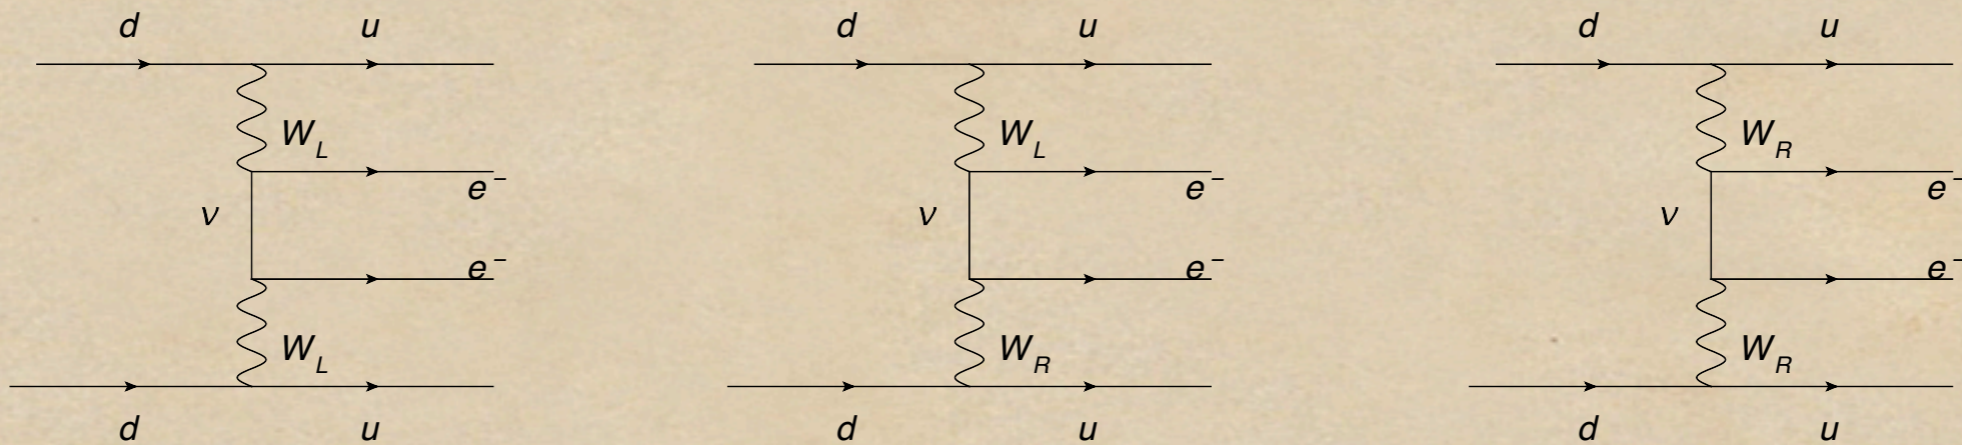 d u d u d u
W_L W_L W_R
e⁻ e⁻ e⁻
ν ν ν
e⁻ e⁻ e⁻
W_L W_R W_R
d u d u d u